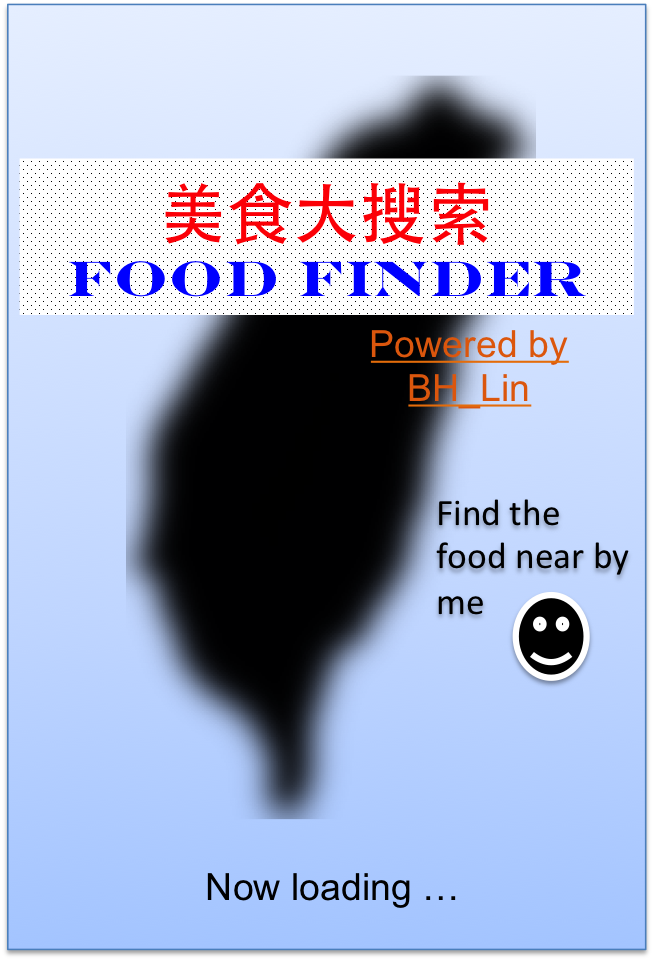 美食大搜索
FOOD FINDER
Powered by
BH_Lin
Find the
food near by
me
Now loading …